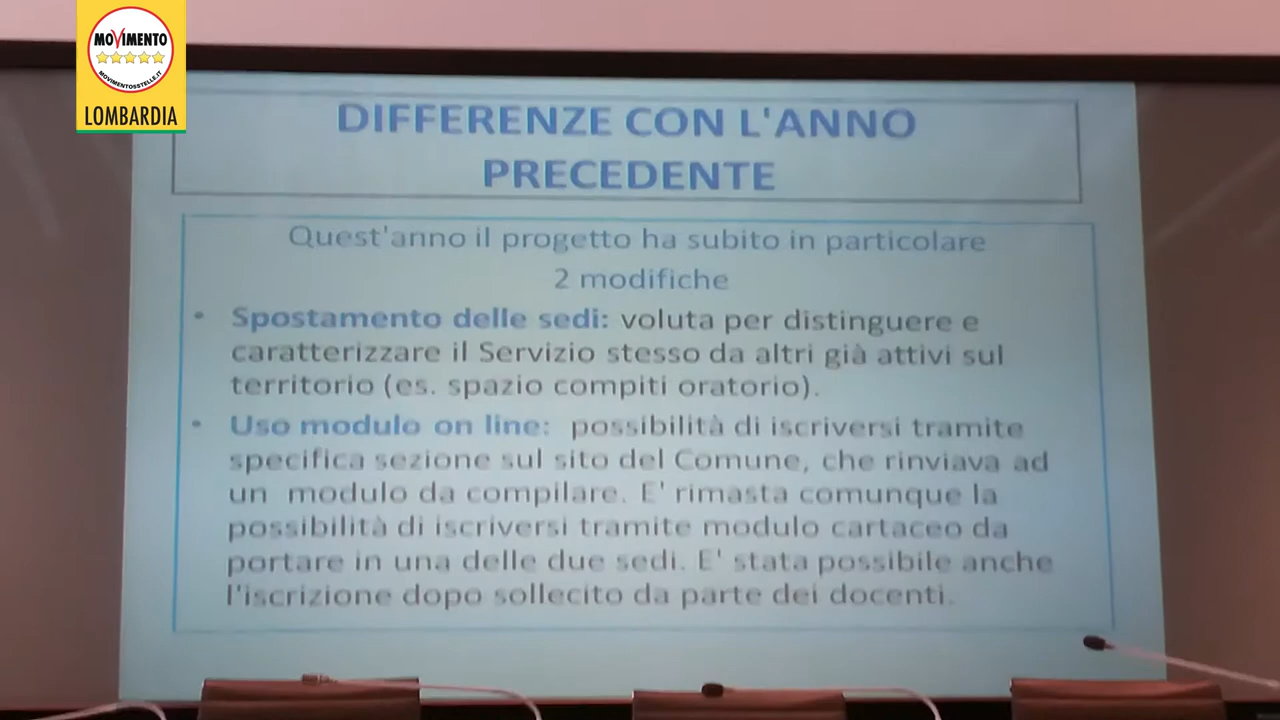 MOVIMENTO
MOVIMENTO5STELLE.IT
LOMBARDIA
DIFFERENZE CON L'ANNO
PRECEDENTE
Quest'anno il progetto ha subito in particolare
2 modifiche
• Spostamento delle sedi: voluta per distinguere e
caratterizzare il Servizio stesso da altri già attivi sul
territorio (es. spazio compiti oratorio).
• Uso modulo on line: possibilità di iscriversi tramite
specifica sezione sul sito del Comune, che rinviava ad
un modulo da compilare. E' rimasta comunque la
possibilità di iscriversi tramite modulo cartaceo da
portare in una delle due sedi. E' stata possibile anche
l'iscrizione dopo sollecito da parte dei docenti.